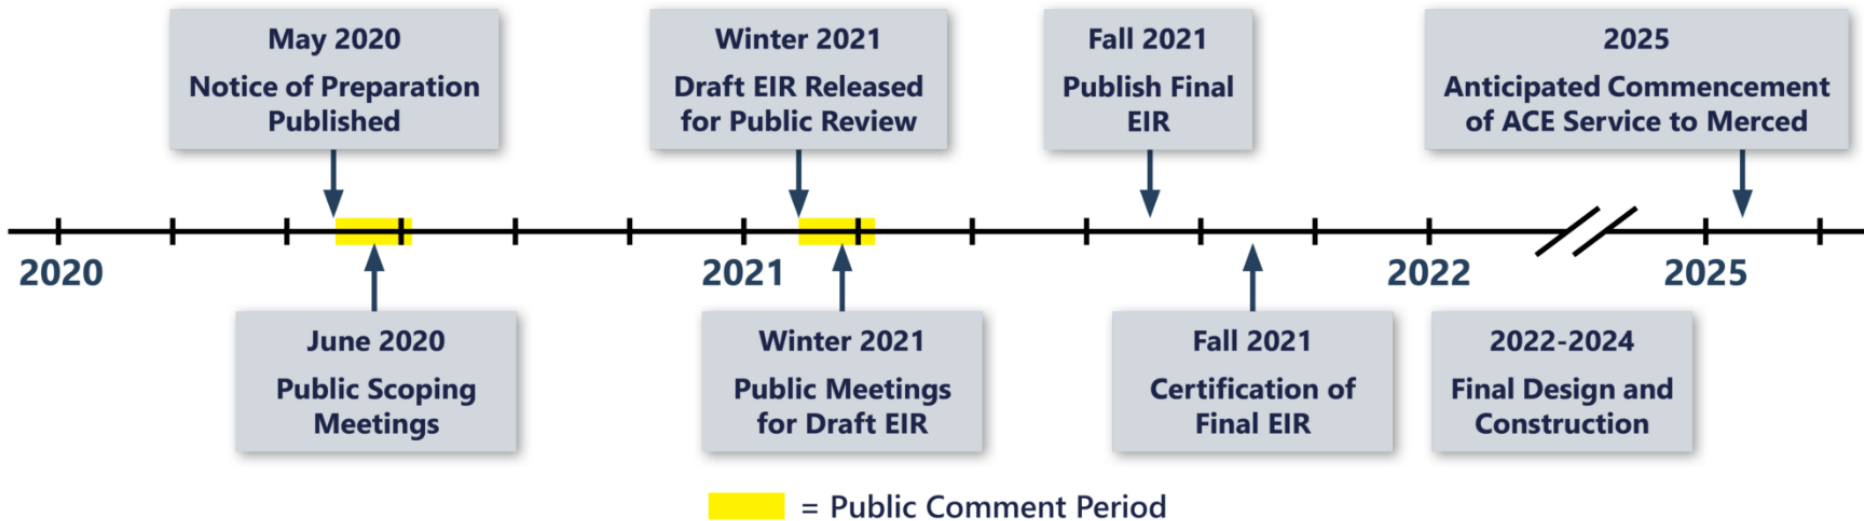 May 2020
Notice of Preparation
Published
Winter 2021
Draft EIR Released
for Public Review
Fall 2021
Publish Final
EIR
2025
Anticipated Commencement
of ACE Service to Merced
2020
2021
2022
2025
June 2020
Public Scoping
Meetings
Winter 2021
Public Meetings
for Draft EIR
Fall 2021
Certification of
Final EIR
2022-2024
Final Design and
Construction
= Public Comment Period